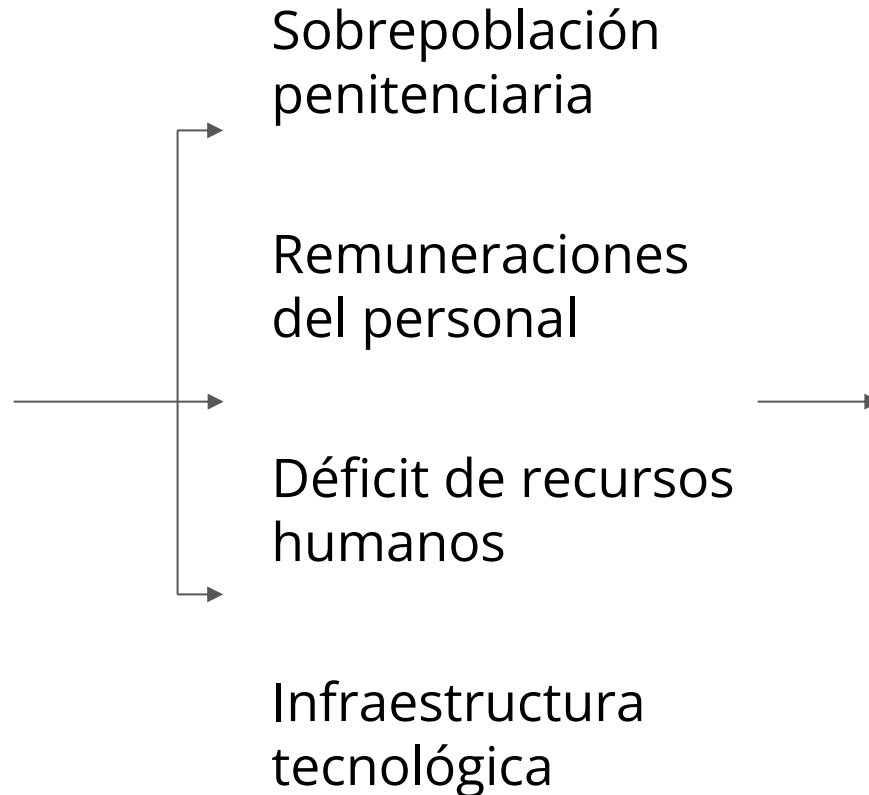 Sobrepoblación
penitenciaria
Remuneraciones
del personal
Déficit de recursos
humanos
Infraestructura
tecnológica